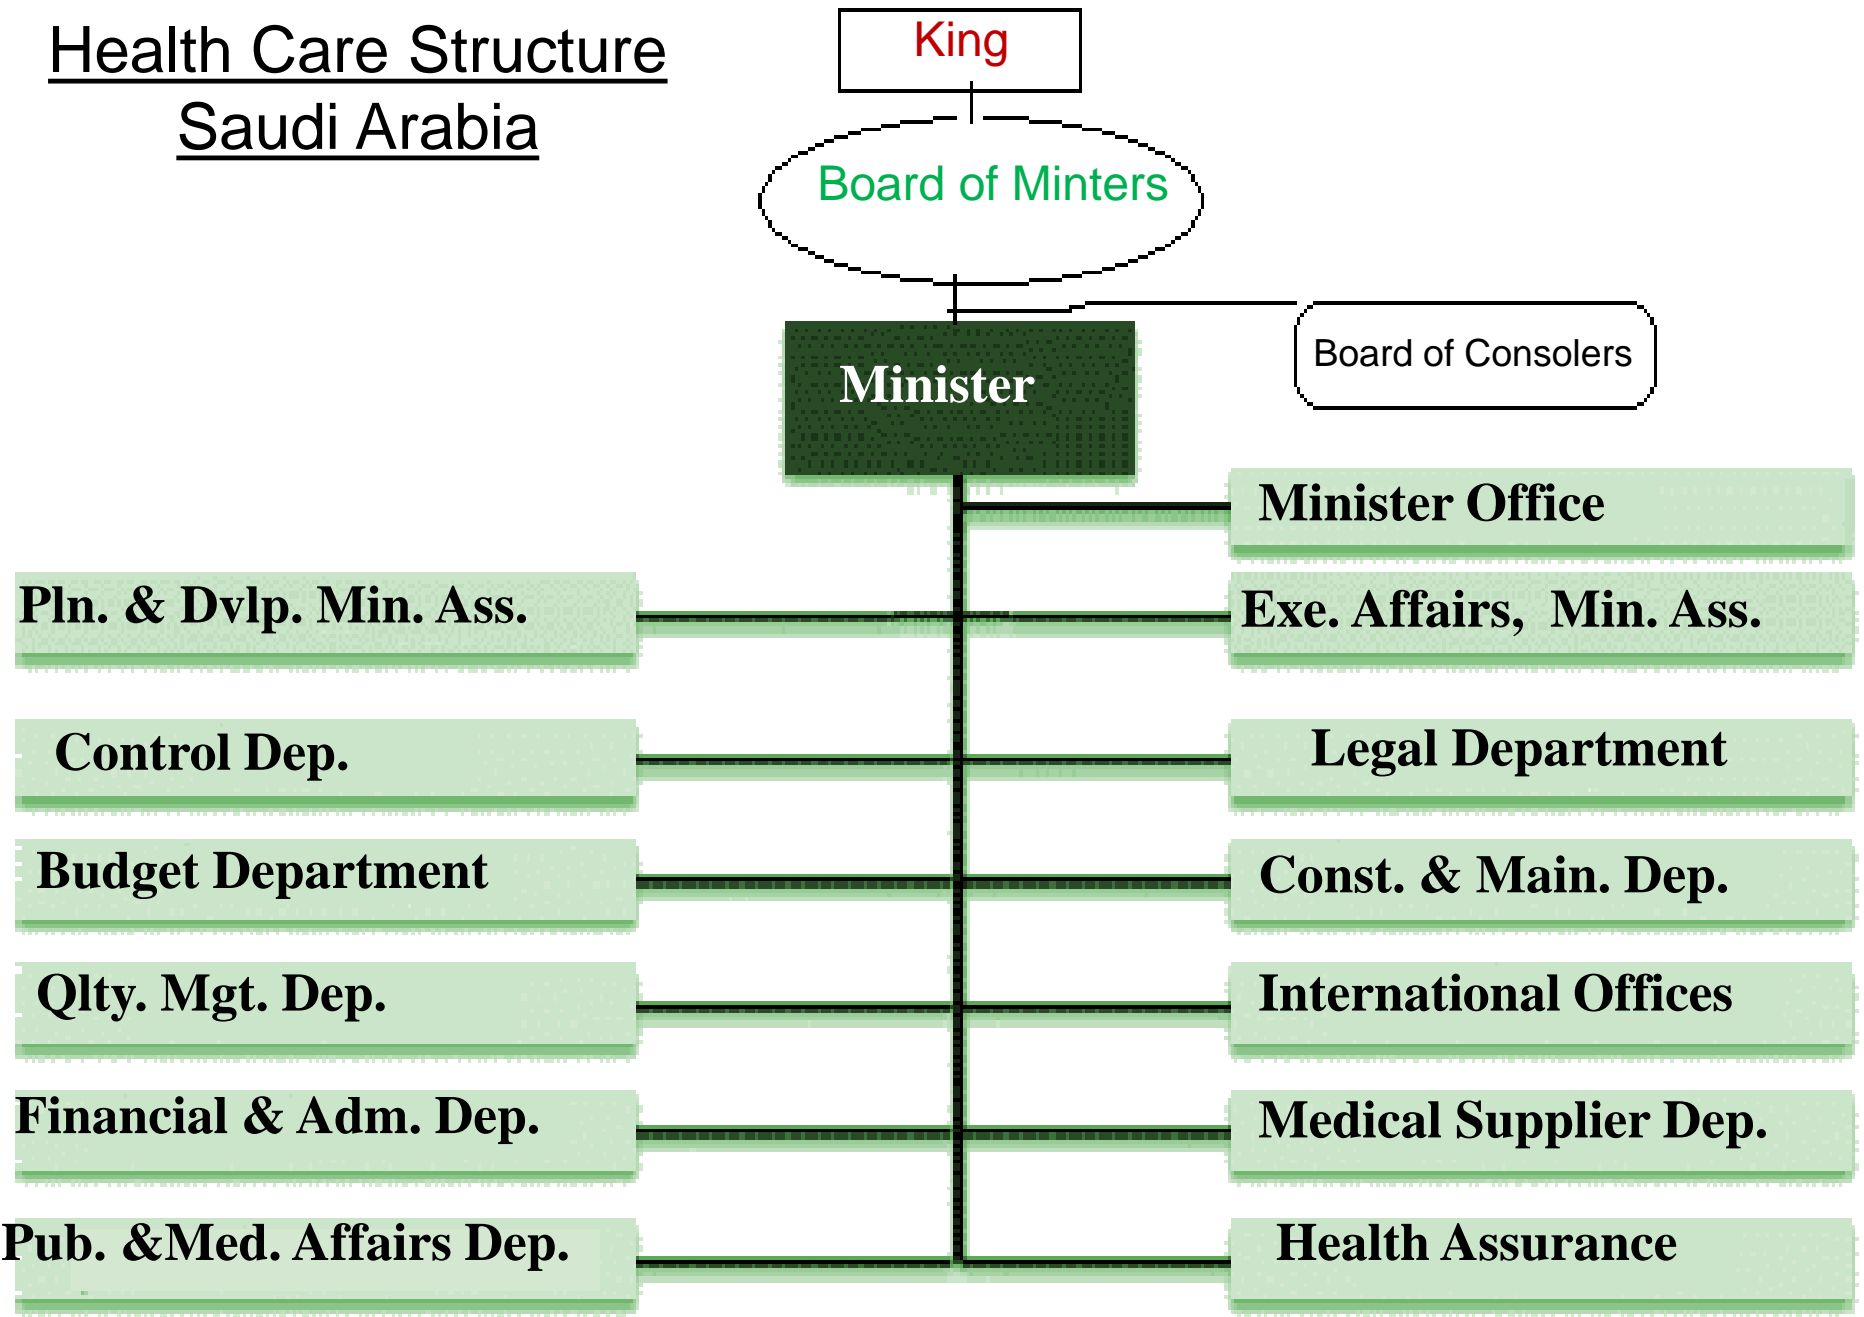 Health Care Structure
Saudi Arabia
King
Board of Minters
Board of Consolers
Minister
Minister Office
Pln. & Dvlp. Min. Ass.
Exe. Affairs, Min. Ass.
Control Dep.
Legal Department
Budget Department
Const. & Main. Dep.
Qlty. Mgt. Dep.
International Offices
Financial & Adm. Dep.
Medical Supplier Dep.
Pub. &Med. Affairs Dep.
Health Assurance